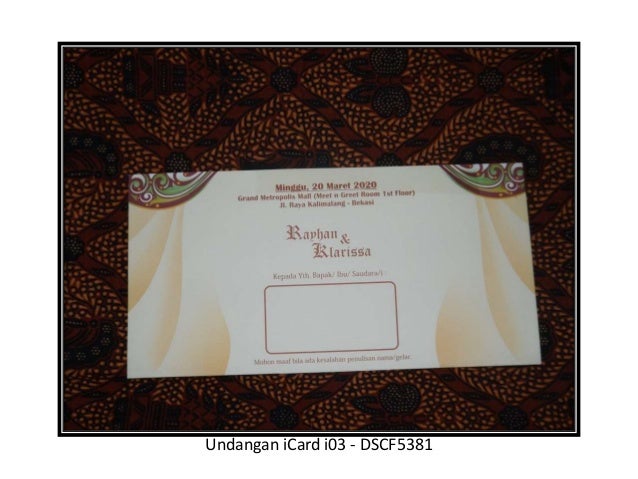 Minggu, 20 Maret 2020
Grand Metropolis Mall (Meet n Greet Room 1st Floor)
Jl. Raya Kalimalang - Bekasi
Rayhan
&
Klarissa
Kepada Yth. Bapak/ Ibu/ Saudara/i :
Mohon maaf bila ada kesalahan penulisan nama/gelar.
Undangan iCard i03 - DSCF5381